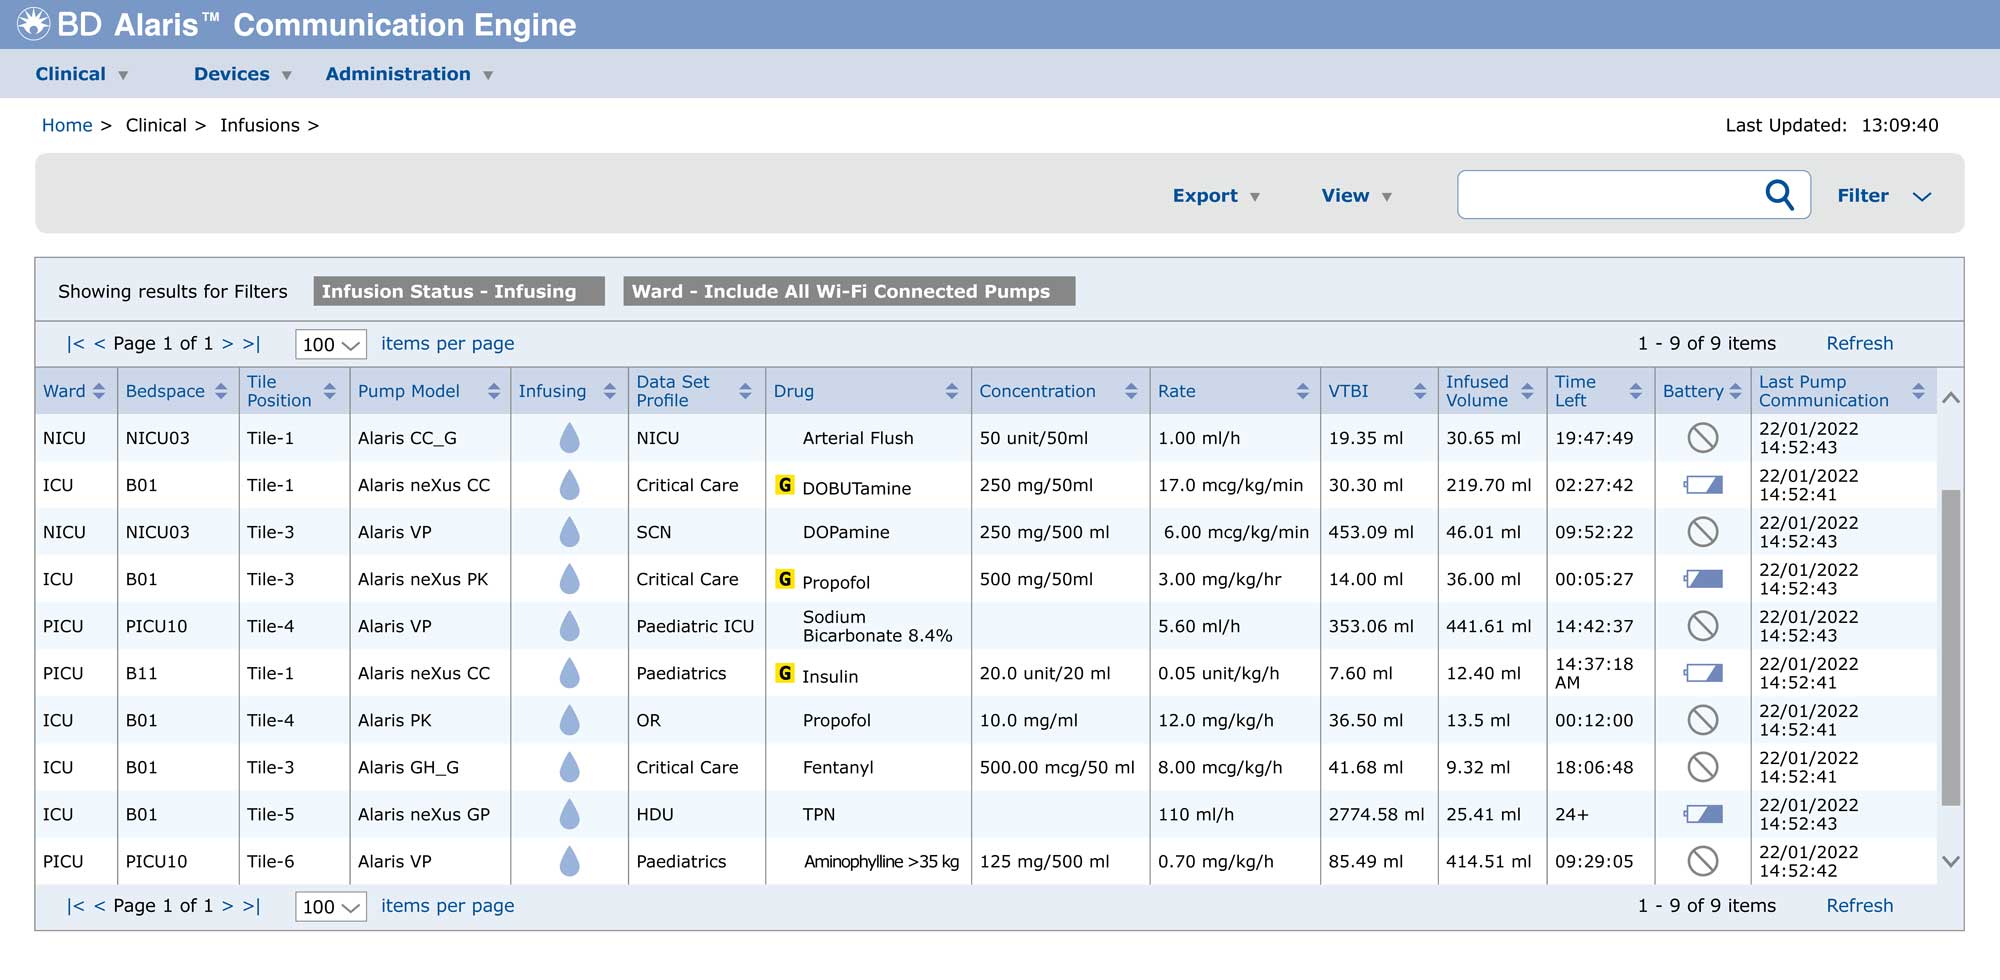 BD Alaris™ Communication Engine
Clinical Devices Administration
Home > Clinical > Infusions > Last Updated: 13:09:40
Export View Filter
Showing results for Filters Infusion Status - Infusing Ward - Include All Wi-Fi Connected Pumps
|< < Page 1 of 1 > >| 100 items per page 1 - 9 of 9 items Refresh
Ward Bedspace Tile Position Pump Model Infusing Data Set Profile Drug Concentration Rate VTBI Infused Volume Time Left Battery Last Pump Communication
NICU NICU03 Tile-1 Alaris CC_G NICU Arterial Flush 50 unit/50ml 1.00 ml/h 19.35 ml 30.65 ml 19:47:49 22/01/2022 14:52:43
ICU B01 Tile-1 Alaris neXus CC Critical Care G DOBUTamine 250 mg/50ml 17.0 mcg/kg/min 30.30 ml 219.70 ml 02:27:42 22/01/2022 14:52:41
NICU NICU03 Tile-3 Alaris VP SCN DOPamine 250 mg/500 ml 6.00 mcg/kg/min 453.09 ml 46.01 ml 09:52:22 22/01/2022 14:52:43
ICU B01 Tile-3 Alaris neXus PK Critical Care G Propofol 500 mg/50ml 3.00 mg/kg/hr 14.00 ml 36.00 ml 00:05:27 22/01/2022 14:52:43
PICU PICU10 Tile-4 Alaris VP Paediatric ICU Sodium Bicarbonate 8.4% 5.60 ml/h 353.06 ml 441.61 ml 14:42:37 22/01/2022 14:52:43
PICU B11 Tile-1 Alaris neXus CC Paediatrics G Insulin 20.0 unit/20 ml 0.05 unit/kg/h 7.60 ml 12.40 ml 14:37:18 AM 22/01/2022 14:52:41
ICU B01 Tile-4 Alaris PK OR Propofol 10.0 mg/ml 12.0 mg/kg/h 36.50 ml 13.5 ml 00:12:00 22/01/2022 14:52:41
ICU B01 Tile-3 Alaris GH_G Critical Care Fentanyl 500.00 mcg/50 ml 8.00 mcg/kg/h 41.68 ml 9.32 ml 18:06:48 22/01/2022 14:52:41
ICU B01 Tile-5 Alaris neXus GP HDU TPN 110 ml/h 2774.58 ml 25.41 ml 24+ 22/01/2022 14:52:43
PICU PICU10 Tile-6 Alaris VP Paediatrics Aminophylline >35 kg 125 mg/500 ml 0.70 mg/kg/h 85.49 ml 414.51 ml 09:29:05 22/01/2022 14:52:42
|< < Page 1 of 1 > >| 100 items per page 1 - 9 of 9 items Refresh